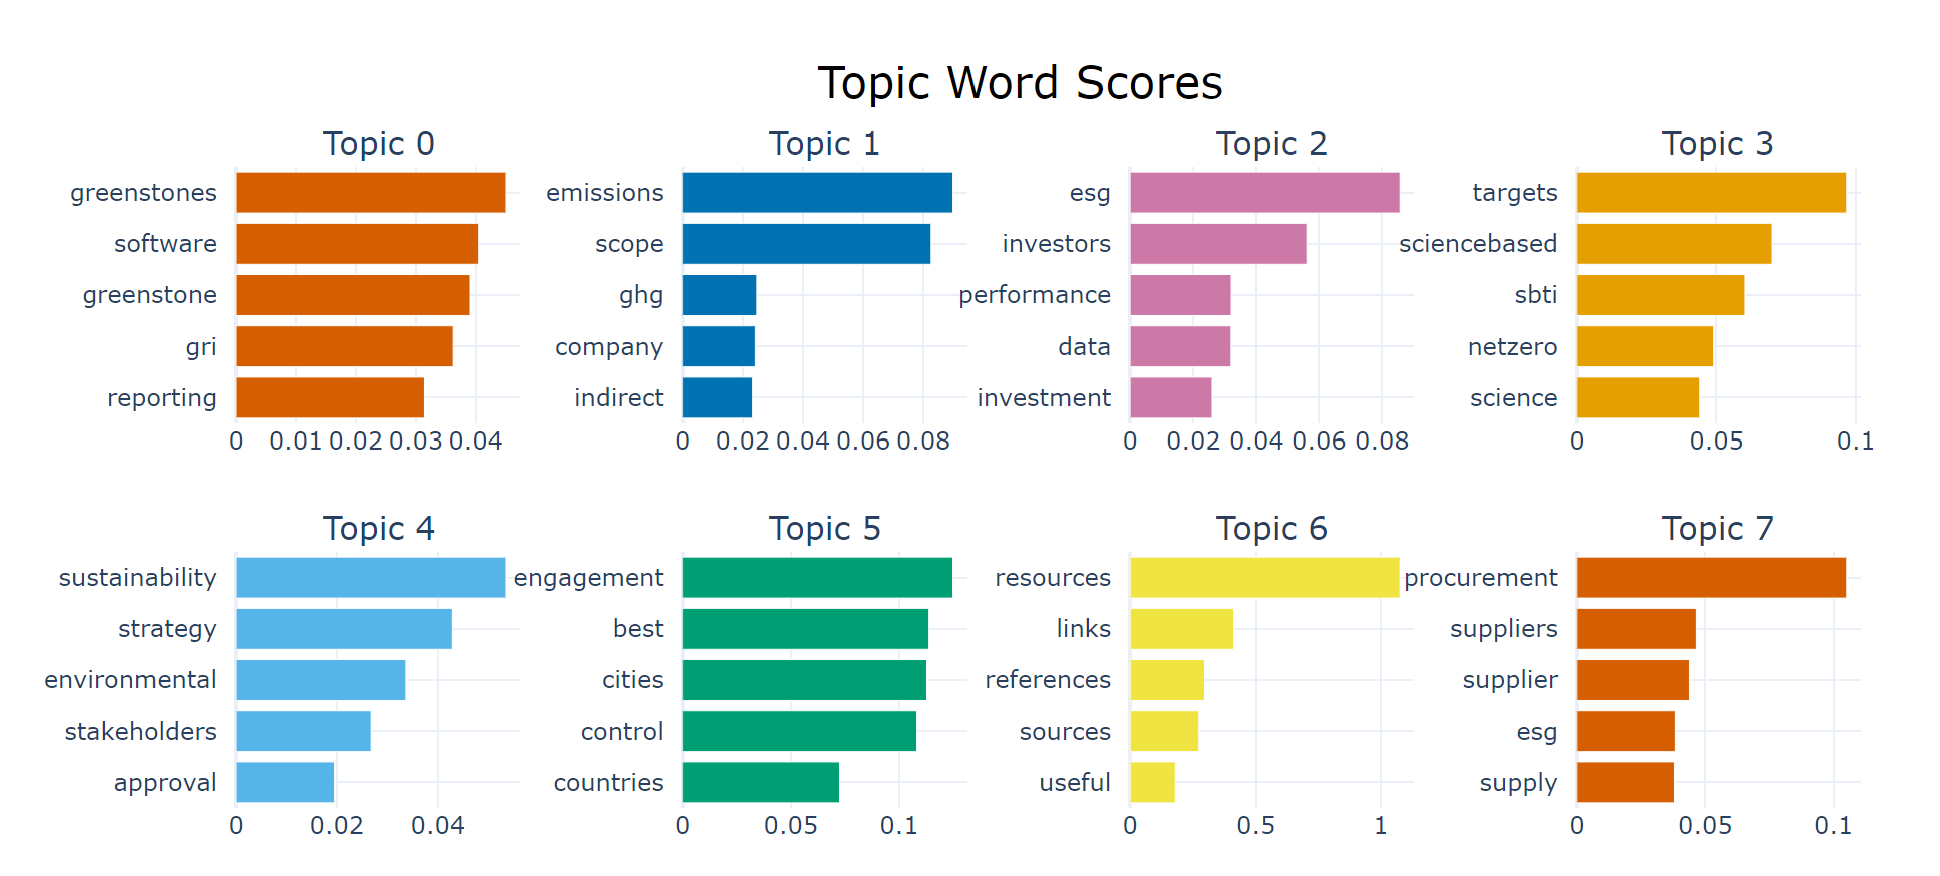 Topic Word Scores
Topic 0
greenstones
software
greenstone
gri
reporting
0 0.01 0.02 0.03 0.04
Topic 1
emissions
scope
ghg
company
indirect
0 0.02 0.04 0.06 0.08
Topic 2
esg
investors
performance
data
investment
0 0.02 0.04 0.06 0.08
Topic 3
targets
sciencebased
sbti
netzero
science
0 0.05 0.1
Topic 4
sustainability
strategy
environmental
stakeholders
approval
0 0.02 0.04
Topic 5
engagement
best
cities
control
countries
0 0.05 0.1
Topic 6
resources
links
references
sources
useful
0 0.5 1
Topic 7
procurement
suppliers
supplier
esg
supply
0 0.05 0.1